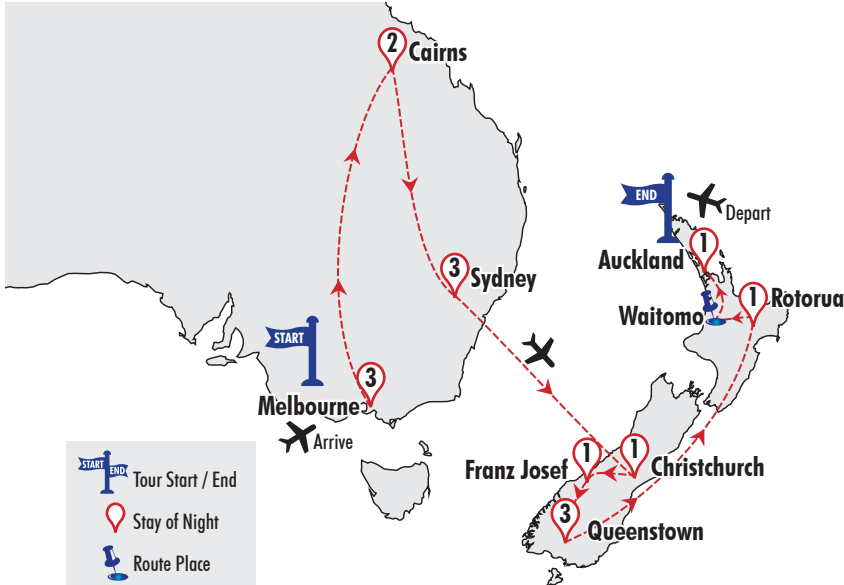 2 Cairns
END
Depart
1
Auckland
3 Sydney
1 Rotorua
Waitomo
START
3
Melbourne
Arrive
1 1
Franz Josef Christchurch
3
Queenstown
START END Tour Start / End
Stay of Night
Route Place